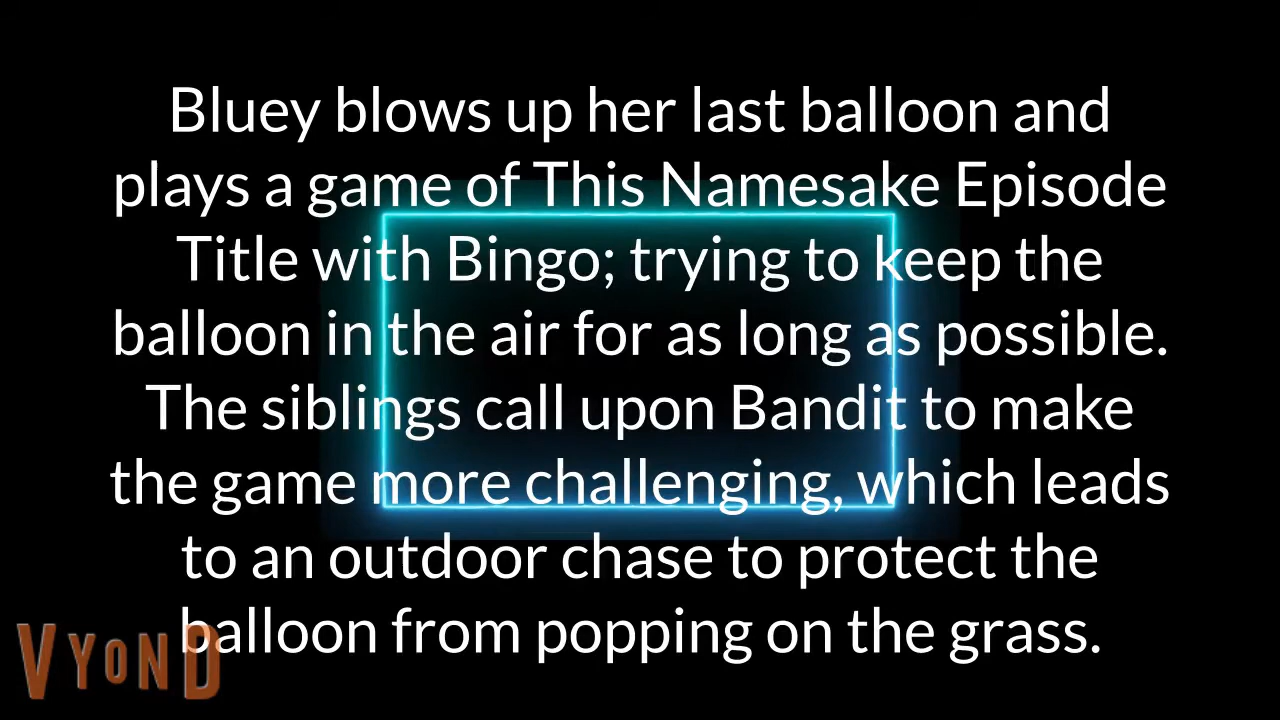 Bluey blows up her last balloon and
plays a game of This Namesake Episode
Title with Bingo; trying to keep the
balloon in the air for as long as possible.
The siblings call upon Bandit to make
the game more challenging, which leads
to an outdoor chase to protect the
balloon from popping on the grass.
VYOND